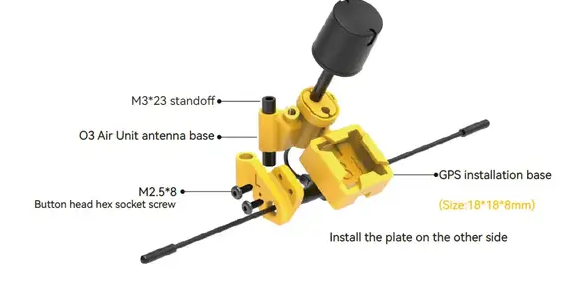 M3*23 standoff
O3 Air Unit antenna base
M2.5*8
Button head hex socket screw
GPS installation base
(Size:18*18*8mm)
Install the plate on the other side